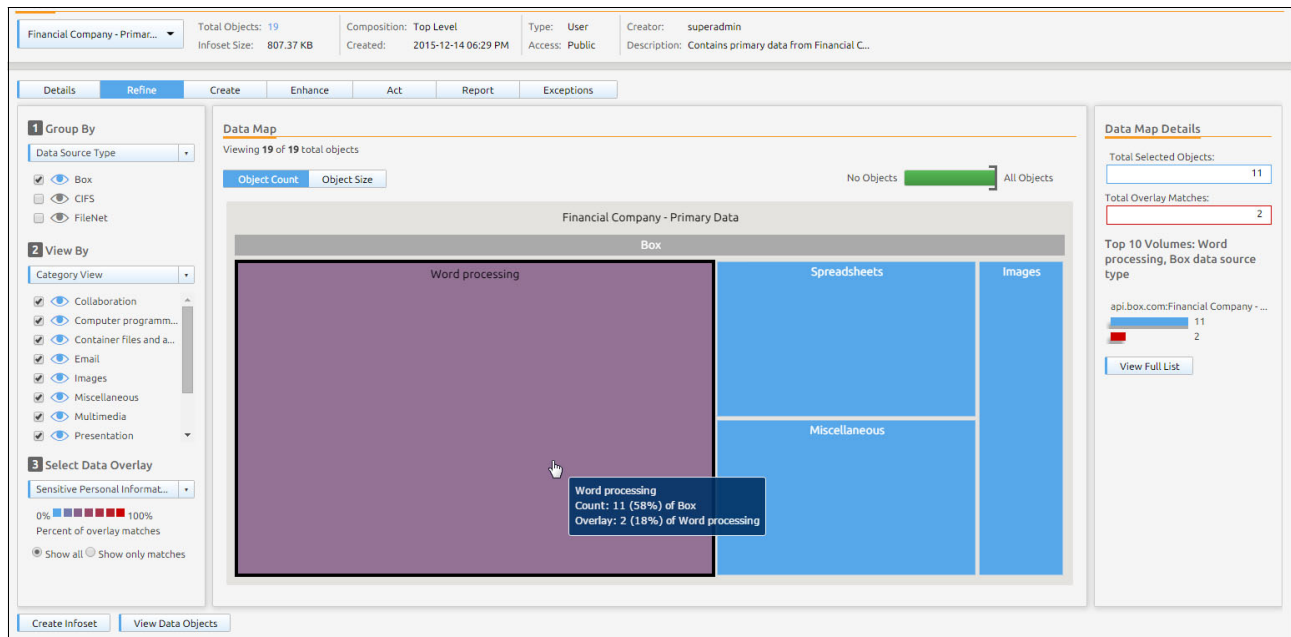 Financial Company - Primar...
Total Objects: 19
Infoset Size: 807.37 KB
Composition: Top Level
Created: 2015-12-14 06:29 PM
Type: User
Access: Public
Creator: superadmin
Description: Contains primary data from Financial C...
Details Refine Create Enhance Act Report Exceptions
1 Group By
Data Source Type
Box
CIFS
FileNet
2 View By
Category View
Collaboration
Computer programm...
Container files and a...
Email
Images
Miscellaneous
Multimedia
Presentation
3 Select Data Overlay
Sensitive Personal Informat...
0% 100%
Percent of overlay matches
Show all Show only matches
Data Map
Viewing 19 of 19 total objects
Object Count Object Size
No Objects All Objects
Financial Company - Primary Data
Box
Word processing
Spreadsheets
Images
Miscellaneous
Word processing
Count: 11 (58%) of Box
Overlay: 2 (18%) of Word processing
Data Map Details
Total Selected Objects:
11
Total Overlay Matches:
2
Top 10 Volumes: Word
processing, Box data source
type
api.box.com:Financial Company - ...
11
2
View Full List
Create Infoset View Data Objects